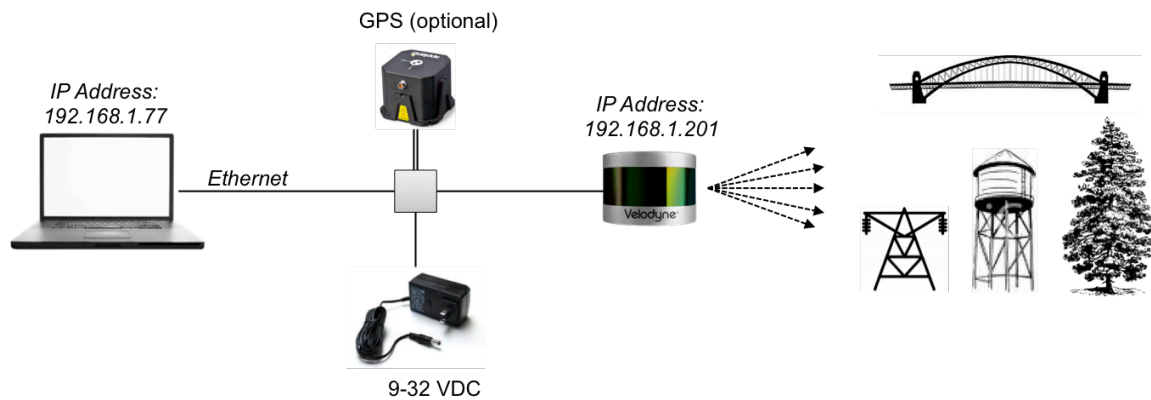 GPS (optional)
IP Address:
192.168.1.77
IP Address:
192.168.1.201
Ethernet
Velodyne
9-32 VDC